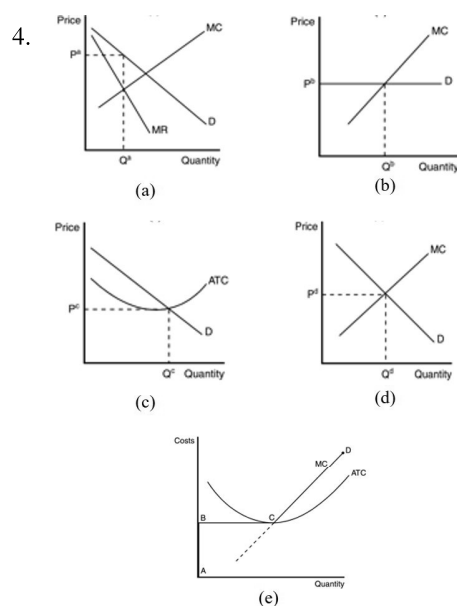 4.
Price
MC
Pᵃ
D
MR
Qᵃ
Quantity
(a)
Price
MC
Pᵇ
D
Qᵇ
Quantity
(b)
Price
ATC
Pᶜ
D
Qᶜ
Quantity
(c)
Price
MC
Pᵈ
D
Qᵈ
Quantity
(d)
Costs
D
MC
ATC
B
C
A
Quantity
(e)